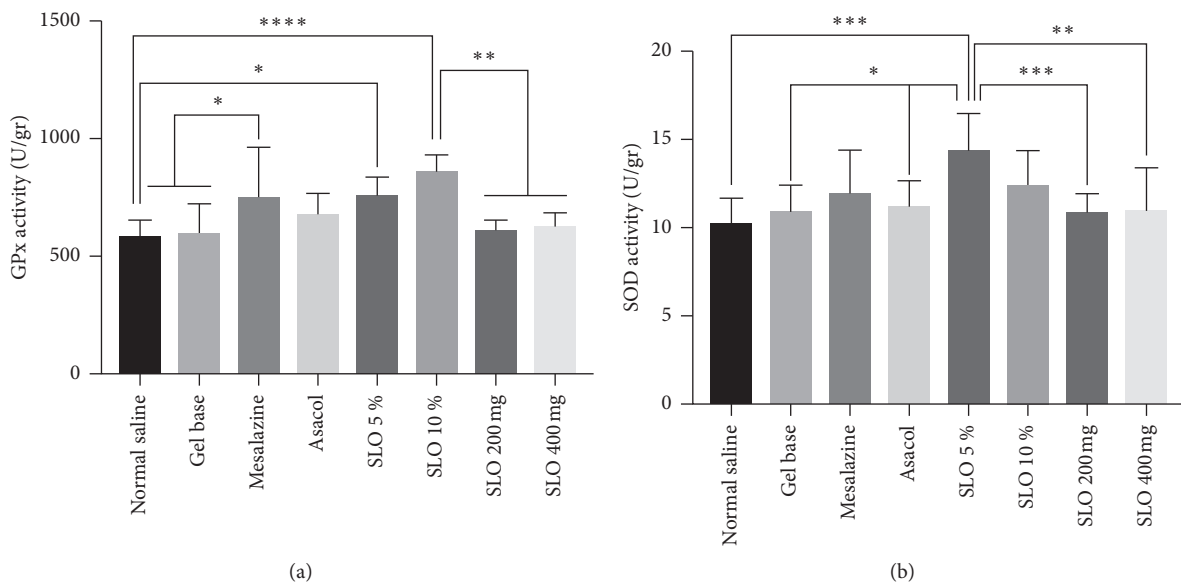 1500
1000
500
0
GPx activity (U/gr)
****
*
*
**
Normal saline
Gel base
Mesalazine
Asacol
SLO 5 %
SLO 10 %
SLO 200 mg
SLO 400 mg
(a)
20
15
10
5
0
SOD activity (U/gr)
***
**
*
***
Normal saline
Gel base
Mesalazine
Asacol
SLO 5 %
SLO 10 %
SLO 200 mg
SLO 400 mg
(b)